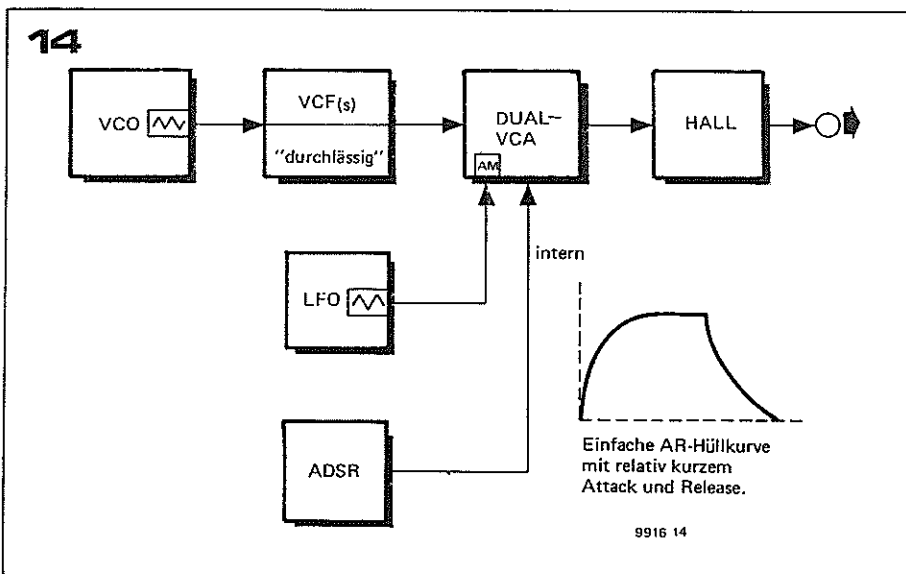 14
VCO
VCF(s)
"durchlässig"
DUAL-
VCA
AM
HALL
intern
LFO
ADSR
Einfache AR-Hüllkurve
mit relativ kurzem
Attack und Release.
9916 14